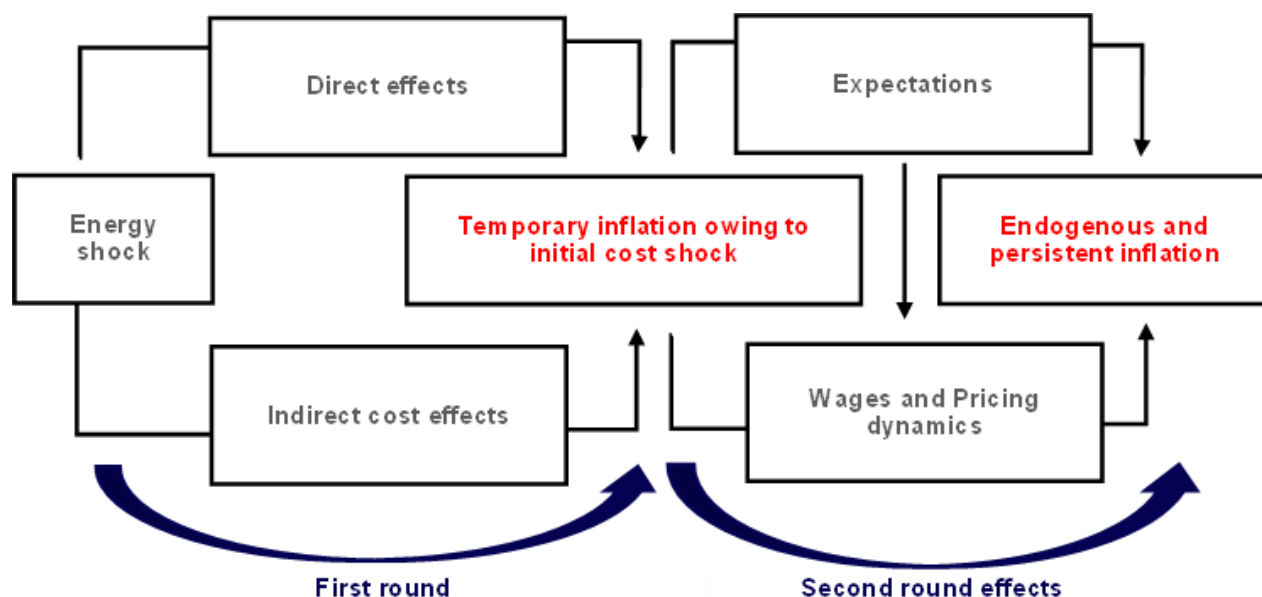 Direct effects
Expectations
Energy
shock
Temporary inflation owing to
initial cost shock
Endogenous and
persistent inflation
Indirect cost effects
Wages and Pricing
dynamics
First round
Second round effects